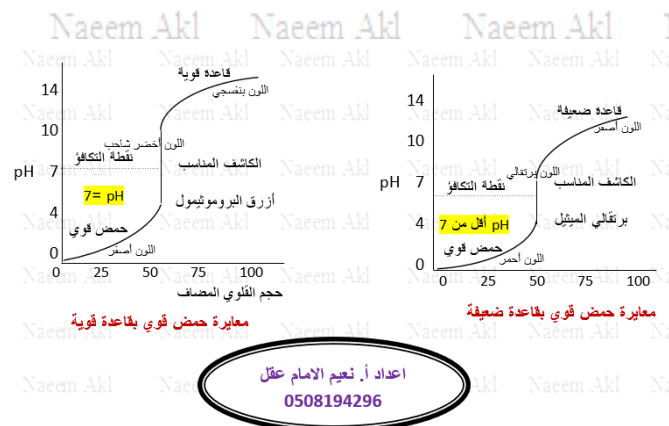 Naeem Akl Naeem Akl Naeem Akl
قاعدة قوية
اللون بنفسجي
14
10
7
4
0
pH
اللون أخضر شاحب
نقطة التكافؤ
الكاشف المناسب
7= pH
أزرق البروموثيمول
حمض قوي
اللون أصفر
0 25 50 75 100
حجم القلوي المضاف
معايرة حمض قوي بقاعدة قوية
قاعدة ضعيفة
اللون أصفر
14
10
7
4
0
pH
اللون برتقالي
نقطة التكافؤ
الكاشف المناسب
pH أقل من 7
برتقالي الميثيل
حمض قوي
اللون أحمر
0 25 50 75 100
معايرة حمض قوي بقاعدة ضعيفة
اعداد أ. نعيم الامام عقل
0508194296